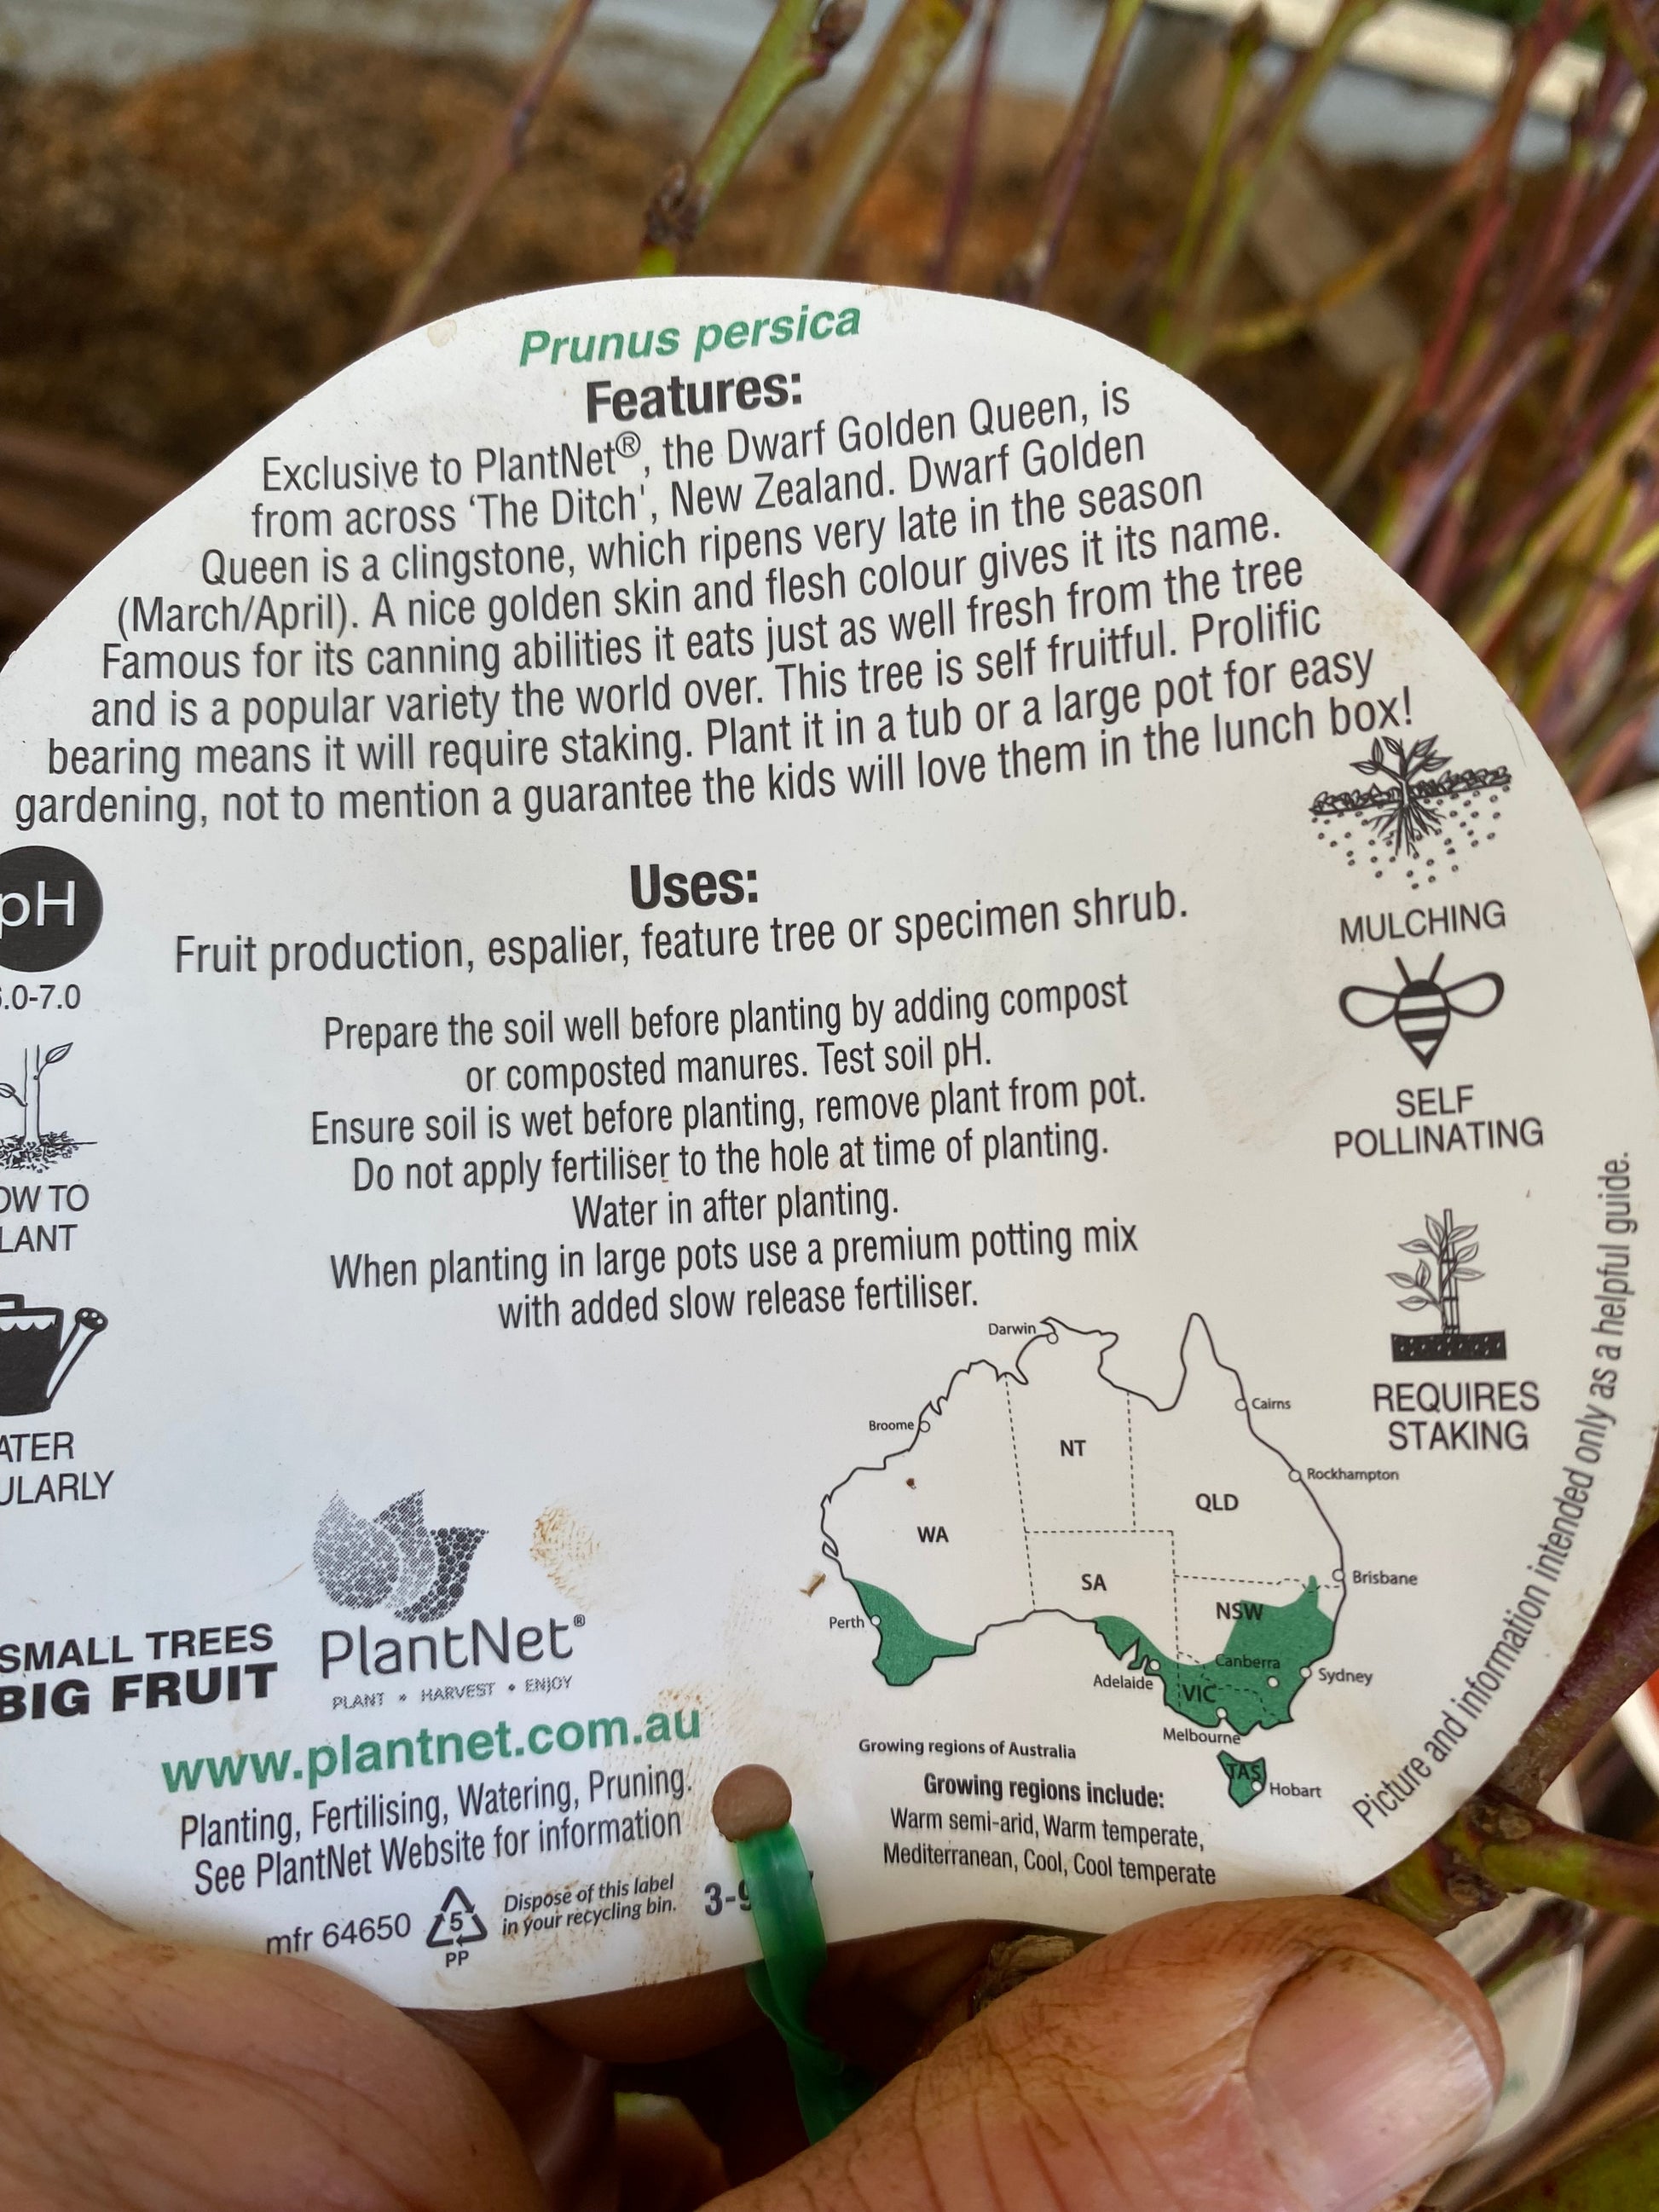 Prunus persica
Features:
Exclusive to PlantNet®, the Dwarf Golden Queen, is
from across 'The Ditch', New Zealand. Dwarf Golden
Queen is a clingstone, which ripens very late in the season
(March/April). A nice golden skin and flesh colour gives it its name.
Famous for its canning abilities it eats just as well fresh from the tree
and is a popular variety the world over. This tree is self fruitful. Prolific
bearing means it will require staking. Plant it in a tub or a large pot for easy
gardening, not to mention a guarantee the kids will love them in the lunch box!
Uses:
Fruit production, espalier, feature tree or specimen shrub.
Prepare the soil well before planting by adding compost
or composted manures. Test soil pH.
Ensure soil is wet before planting, remove plant from pot.
Do not apply fertiliser to the hole at time of planting.
Water in after planting.
When planting in large pots use a premium potting mix
with added slow release fertiliser.
pH
.0-7.0
OW TO
LANT
ATER
ULARLY
MULCHING
SELF
POLLINATING
REQUIRES
STAKING
Darwin
Cairns
Broome
NT
Rockhampton
QLD
WA
SA
Brisbane
NSW
Perth
Canberra
Sydney
Adelaide
VIC
Melbourne
TAS
Hobart
Growing regions of Australia
Growing regions include:
Warm semi-arid, Warm temperate,
Mediterranean, Cool, Cool temperate
SMALL TREES
BIG FRUIT
PlantNet®
PLANT • HARVEST • ENJOY
www.plantnet.com.au
Planting, Fertilising, Watering, Pruning.
See PlantNet Website for information
mfr 64650
5
PP
Dispose of this label
in your recycling bin.
3-9
Picture and information intended only as a helpful guide.